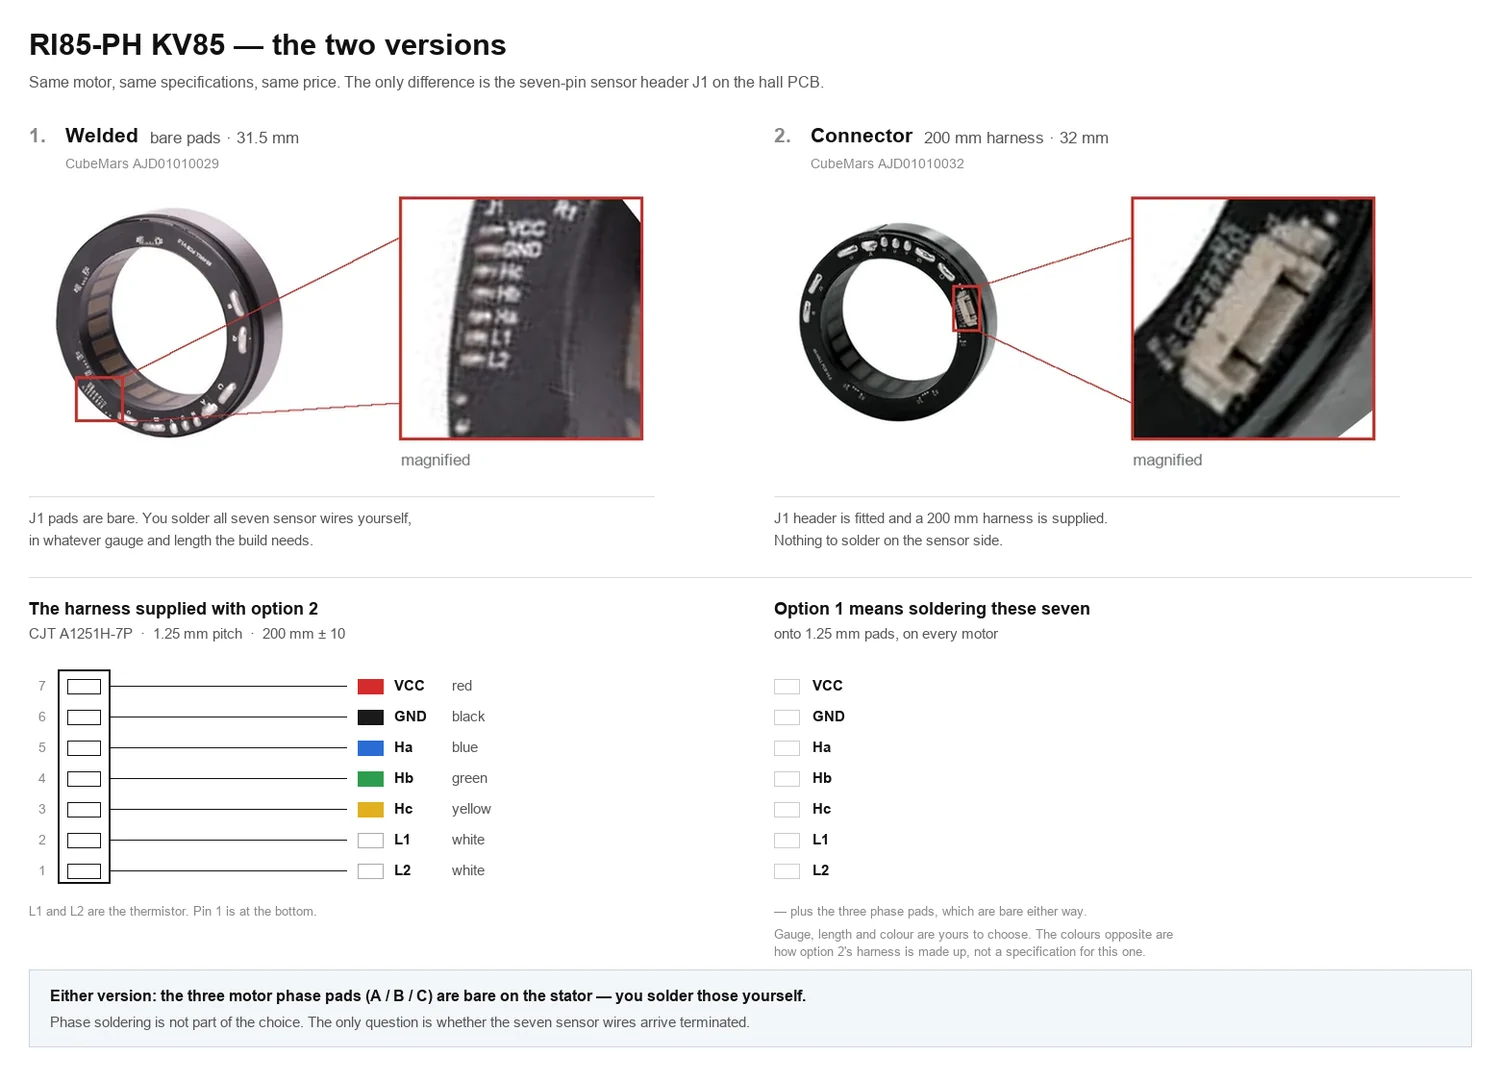 RI85-PH KV85 — the two versions
Same motor, same specifications, same price. The only difference is the seven-pin sensor header J1 on the hall PCB.
1. Welded bare pads · 31.5 mm
CubeMars AJD01010029
J1 R1
VCC
GND
Hc
Hb
Ha
L1
L2
magnified
J1 pads are bare. You solder all seven sensor wires yourself,
in whatever gauge and length the build needs.
2. Connector 200 mm harness · 32 mm
CubeMars AJD01010032
magnified
J1 header is fitted and a 200 mm harness is supplied.
Nothing to solder on the sensor side.
The harness supplied with option 2
CJT A1251H-7P · 1.25 mm pitch · 200 mm ± 10
7 VCC red
6 GND black
5 Ha blue
4 Hb green
3 Hc yellow
2 L1 white
1 L2 white
L1 and L2 are the thermistor. Pin 1 is at the bottom.
Option 1 means soldering these seven
onto 1.25 mm pads, on every motor
VCC
GND
Ha
Hb
Hc
L1
L2
— plus the three phase pads, which are bare either way.
Gauge, length and colour are yours to choose. The colours opposite are
how option 2's harness is made up, not a specification for this one.
Either version: the three motor phase pads (A / B / C) are bare on the stator — you solder those yourself.
Phase soldering is not part of the choice. The only question is whether the seven sensor wires arrive terminated.